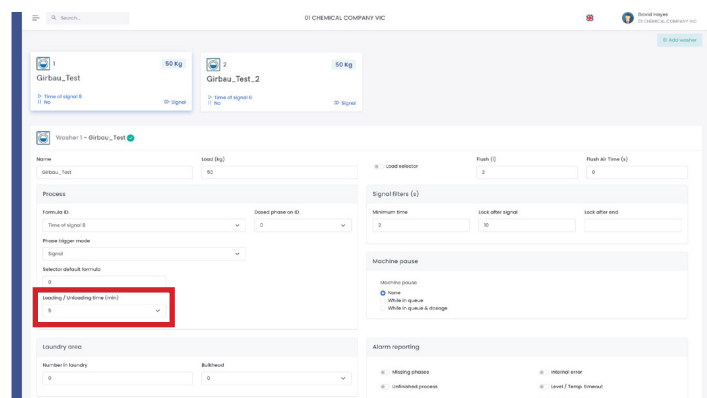 Search...
01 CHEMICAL COMPANY VIC
David Hayes
01 CHEMICAL COMPANY VIC
Add washer
1
50 Kg
Girbau_Test
Time of signal 8
No
Signal
2
50 Kg
Girbau_Test_2
Time of signal 8
No
Signal
Washer 1 - Girbau_Test
Name
Girbau_Test
Load (kg)
50
Load selector
Flush (l)
2
Flush Air Time (s)
0
Process
Formula ID:
Time of signal 8
Dosed phase on ID
0
Phase trigger mode
Signal
Selector default formula
0
Loading / Unloading time (min)
5
Signal filters (s)
Minimum time
2
Lock after signal
10
Lock after end
Machine pause
Machine pause
None
While in queue
While in queue & dosage
Laundry area
Number in laundry
0
Bulkhead
0
Alarm reporting
Missing phases
Internal error
Unfinished process
Level / Temp. timeout